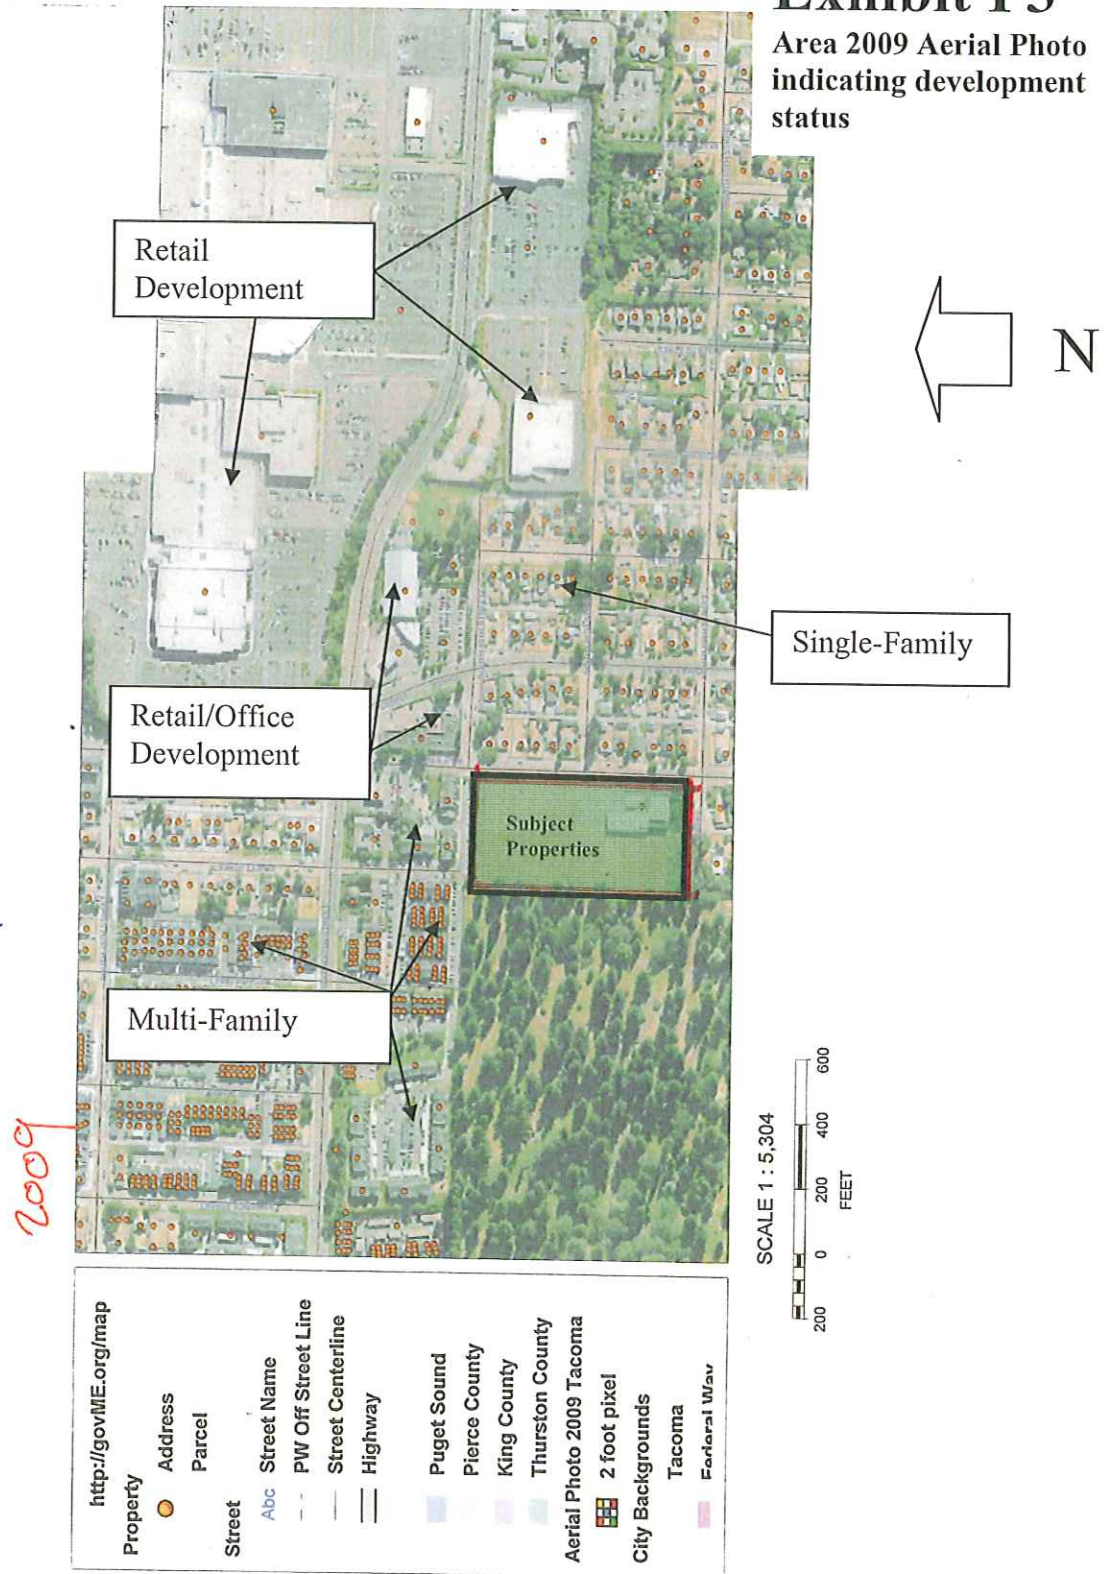 Area 2009 Aerial Photo
indicating development
status
Retail
Development
N
Single-Family
Retail/Office
Development
Subject
Properties
Multi-Family
2009
SCALE 1 : 5,304
200 0 200 400 600
FEET
http://govME.org/map
Property
Address
Parcel
Street
Abc Street Name
PW Off Street Line
Street Centerline
Highway
Puget Sound
Pierce County
King County
Thurston County
Aerial Photo 2009 Tacoma
2 foot pixel
City Backgrounds
Tacoma
Federal Way